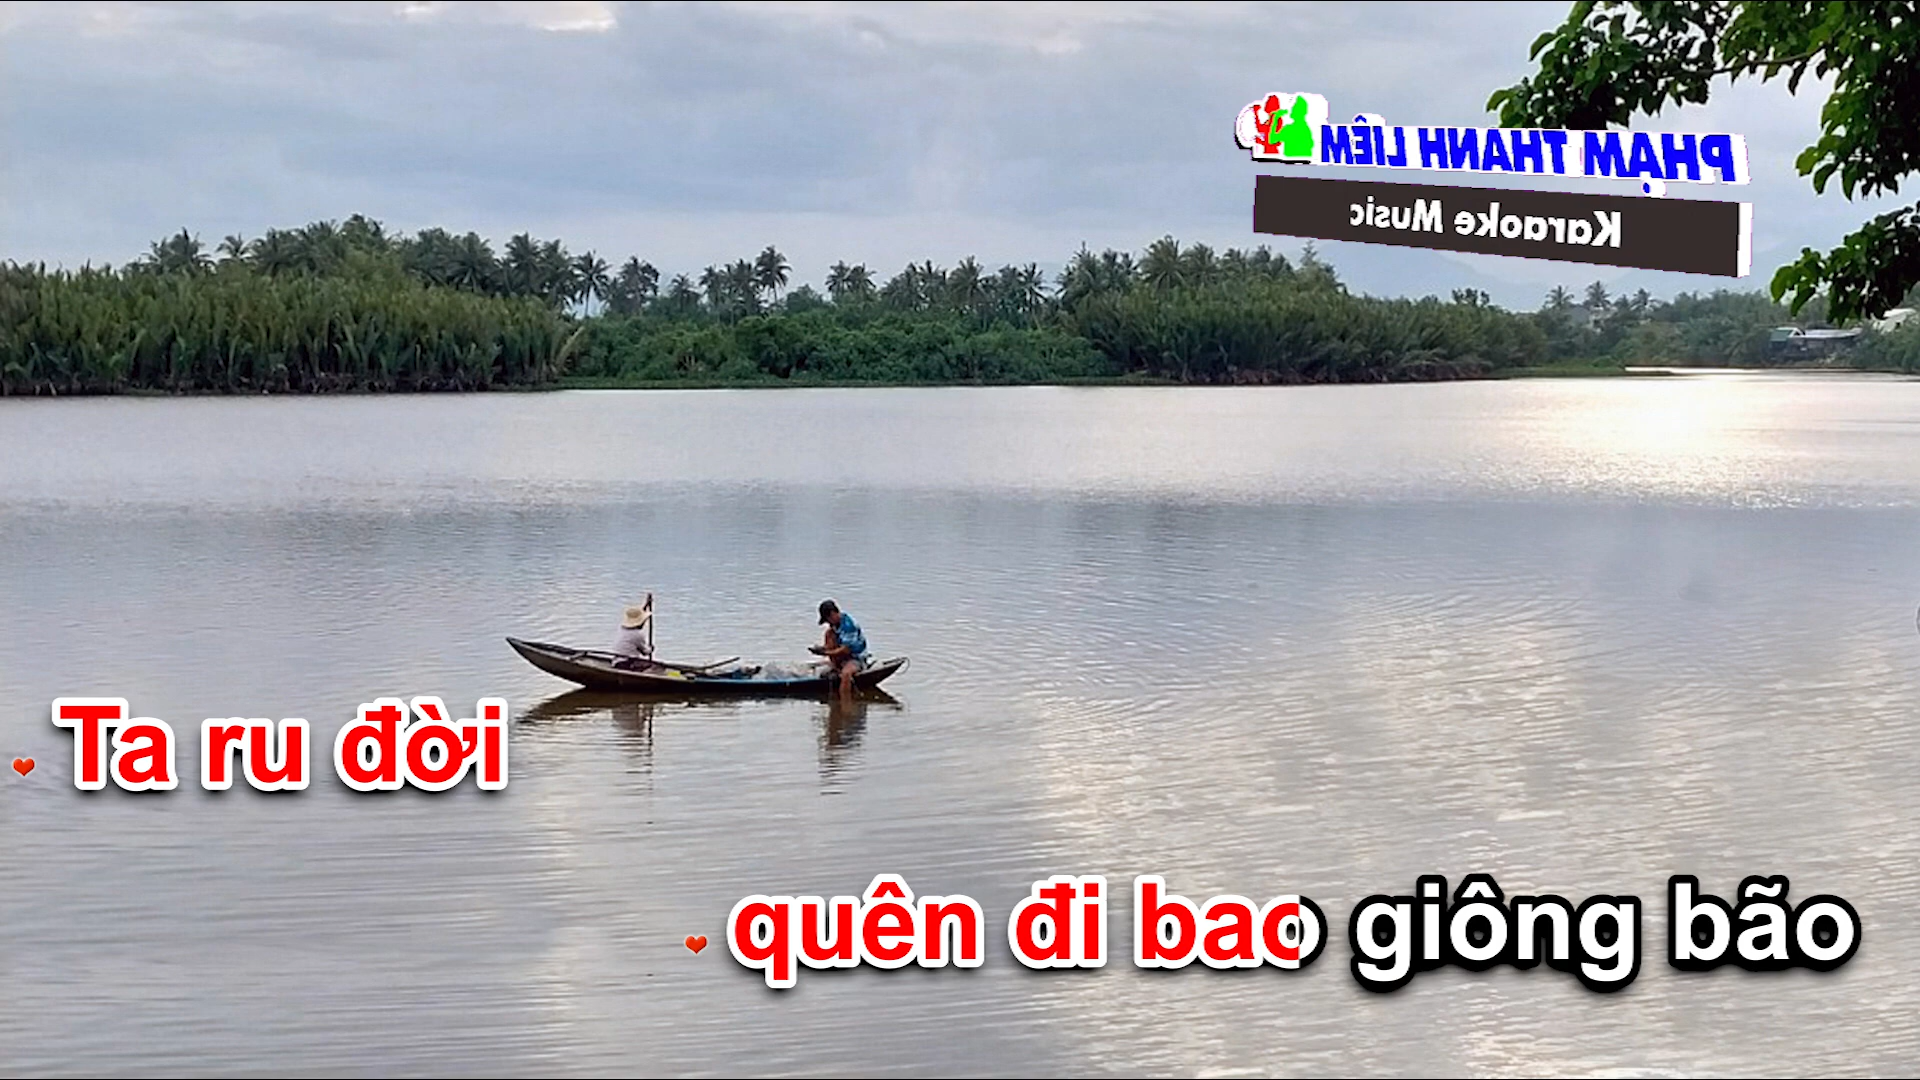 PHẠM THANH LIÊM
Karaoke Music
Ta ru đời
quên đi bao giông bão